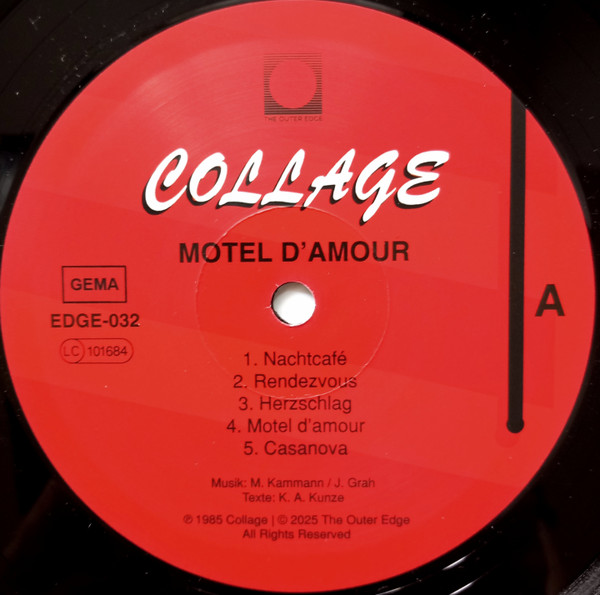 THE OUTER EDGE
COLLAGE
MOTEL D'AMOUR
GEMA
EDGE-032
LC 101684
A
1. Nachtcafé
2. Rendezvous
3. Herzschlag
4. Motel d'amour
5. Casanova
Musik: M. Kammann / J. Grah
Texte: K. A. Kunze
℗ 1985 Collage | © 2025 The Outer Edge
All Rights Reserved